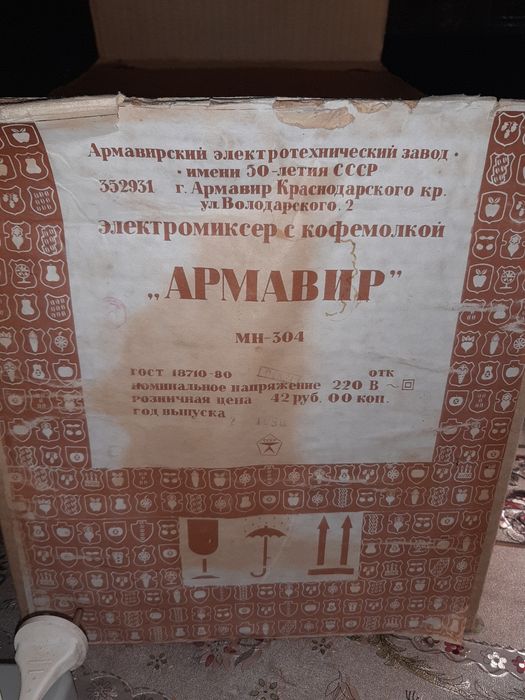 Армавирский электротехнический завод
имени 50-летия СССР
352931 г. Армавир Краснодарского кр.
ул. Володарского. 2
электромиксер с кофемолкой
„АРМАВИР”
МН-304
ГОСТ 18710-80 ОТК
номинальное напряжение 220 В ~
розничная цена 42 руб. 00 коп.
год выпуска